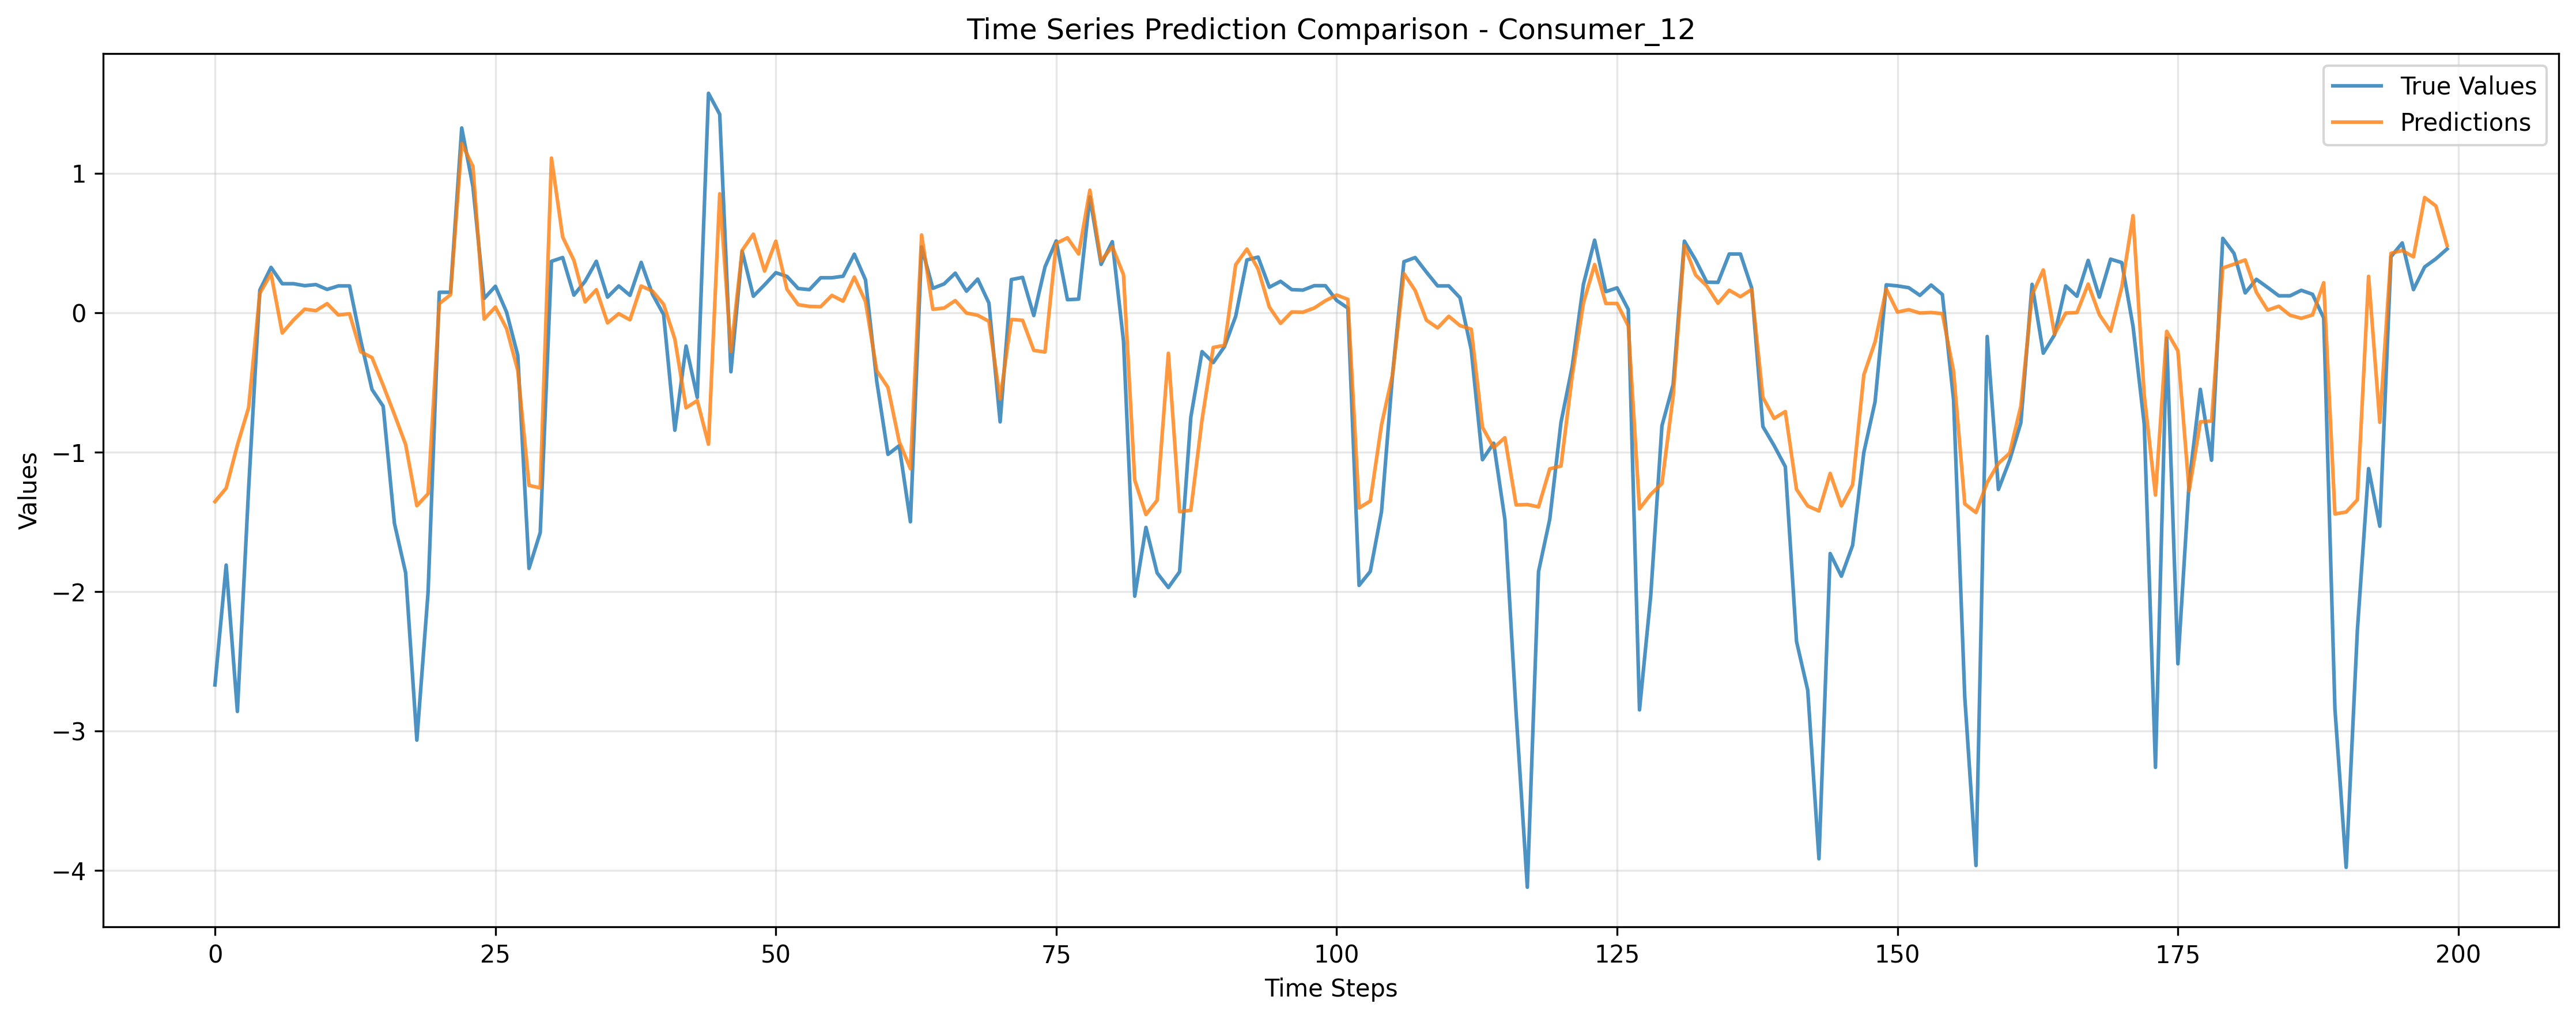 Time Series Prediction Comparison - Consumer_12
True Values
Predictions
Values
1
0
−1
−2
−3
−4
0 25 50 75 100 125 150 175 200
Time Steps